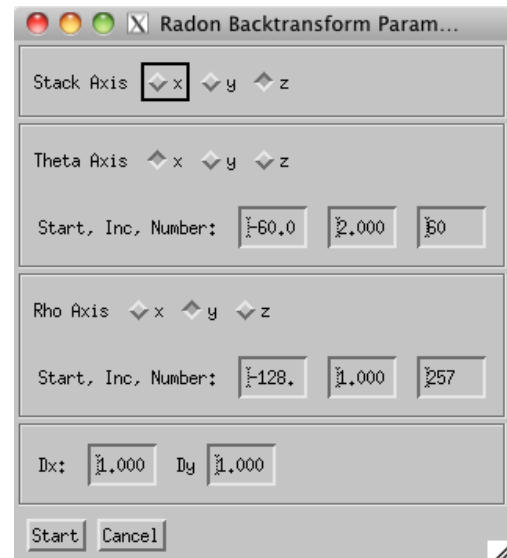 X Radon Backtransform Param...
Stack Axis x y z
Theta Axis x y z
Start, Inc, Number: -60.0 2.000 60
Rho Axis x y z
Start, Inc, Number: -128. 1.000 257
Dx: 1.000 Dy 1.000
Start Cancel